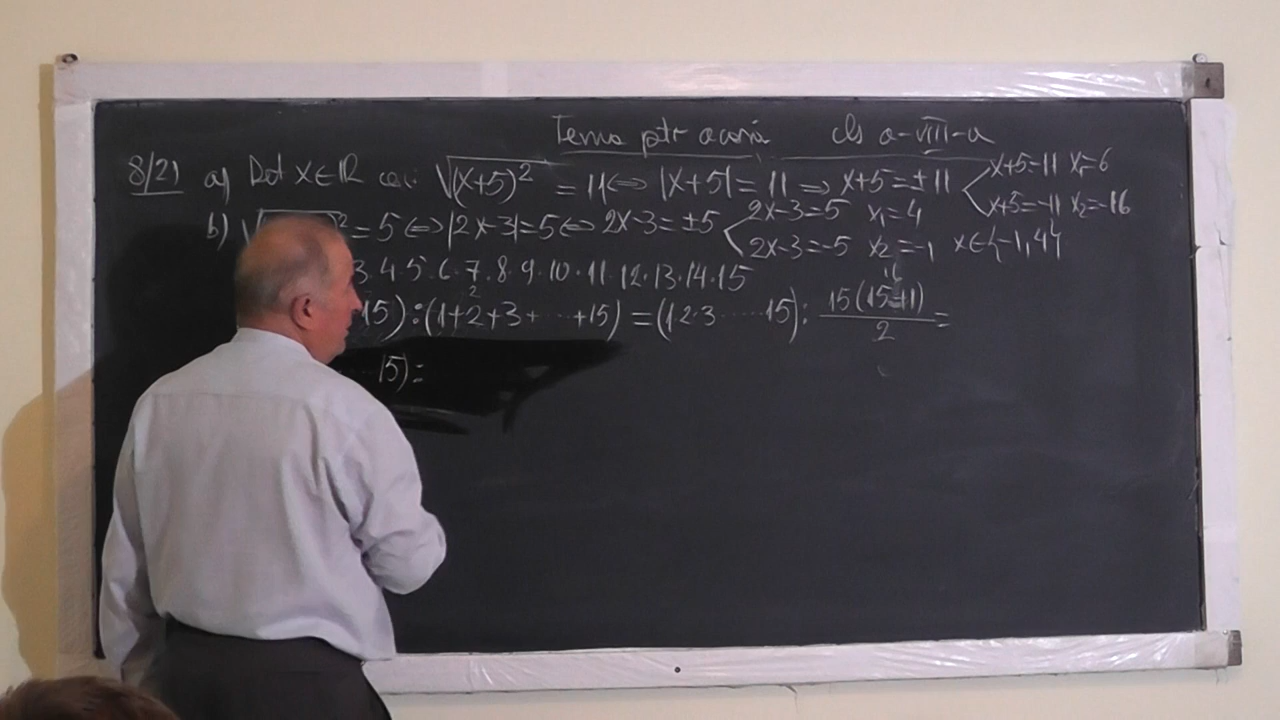 Tema ptr acasă cls a-VIII-a
8/21 a) Det x∈ℝ √(x+5)² = 11 ⇔ |x+5| = 11 ⇒ x+5 = ±11 x+5=11 x₁=6
x+5=-11 x₂=-16
b) √ ² = 5 ⇔ |2x-3|=5 ⇔ 2x-3=±5 2x-3=5 x₁=4
2x-3=-5 x₂=-1 x∈{-1,4}
3·4·5·6·7·8·9·10·11·12·13·14·15
15):(1+2+3+···+15) = (1·2·3·····15): 15(15+1)/2 =
15)=